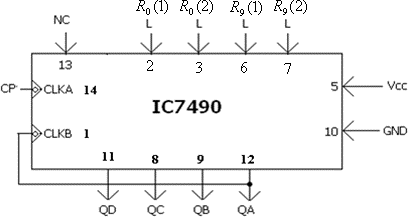 NC R₀(1) R₀(2) R₉(1) R₉(2)
L L L L
13 2 3 6 7
CP CLKA 14 5 Vcc
IC7490
CLKB 1 10 GND
11 8 9 12
QD QC QB QA